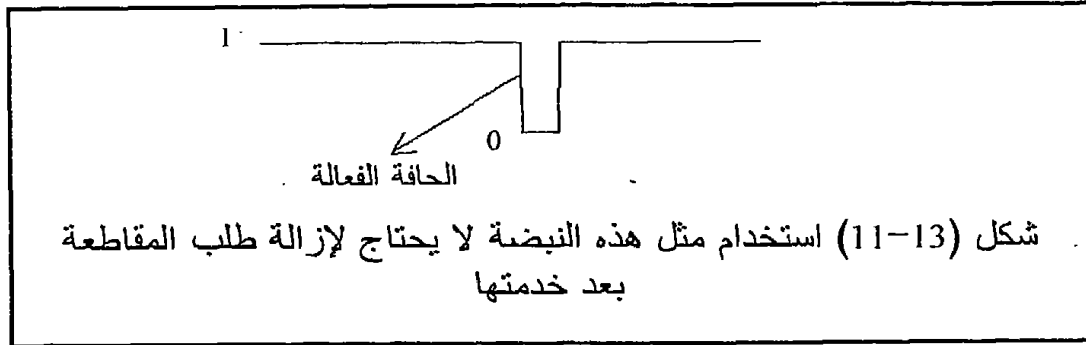 1
0
الحافة الفعالة
شكل (13-11) استخدام مثل هذه النبضة لا يحتاج لإزالة طلب المقاطعة
بعد خدمتها